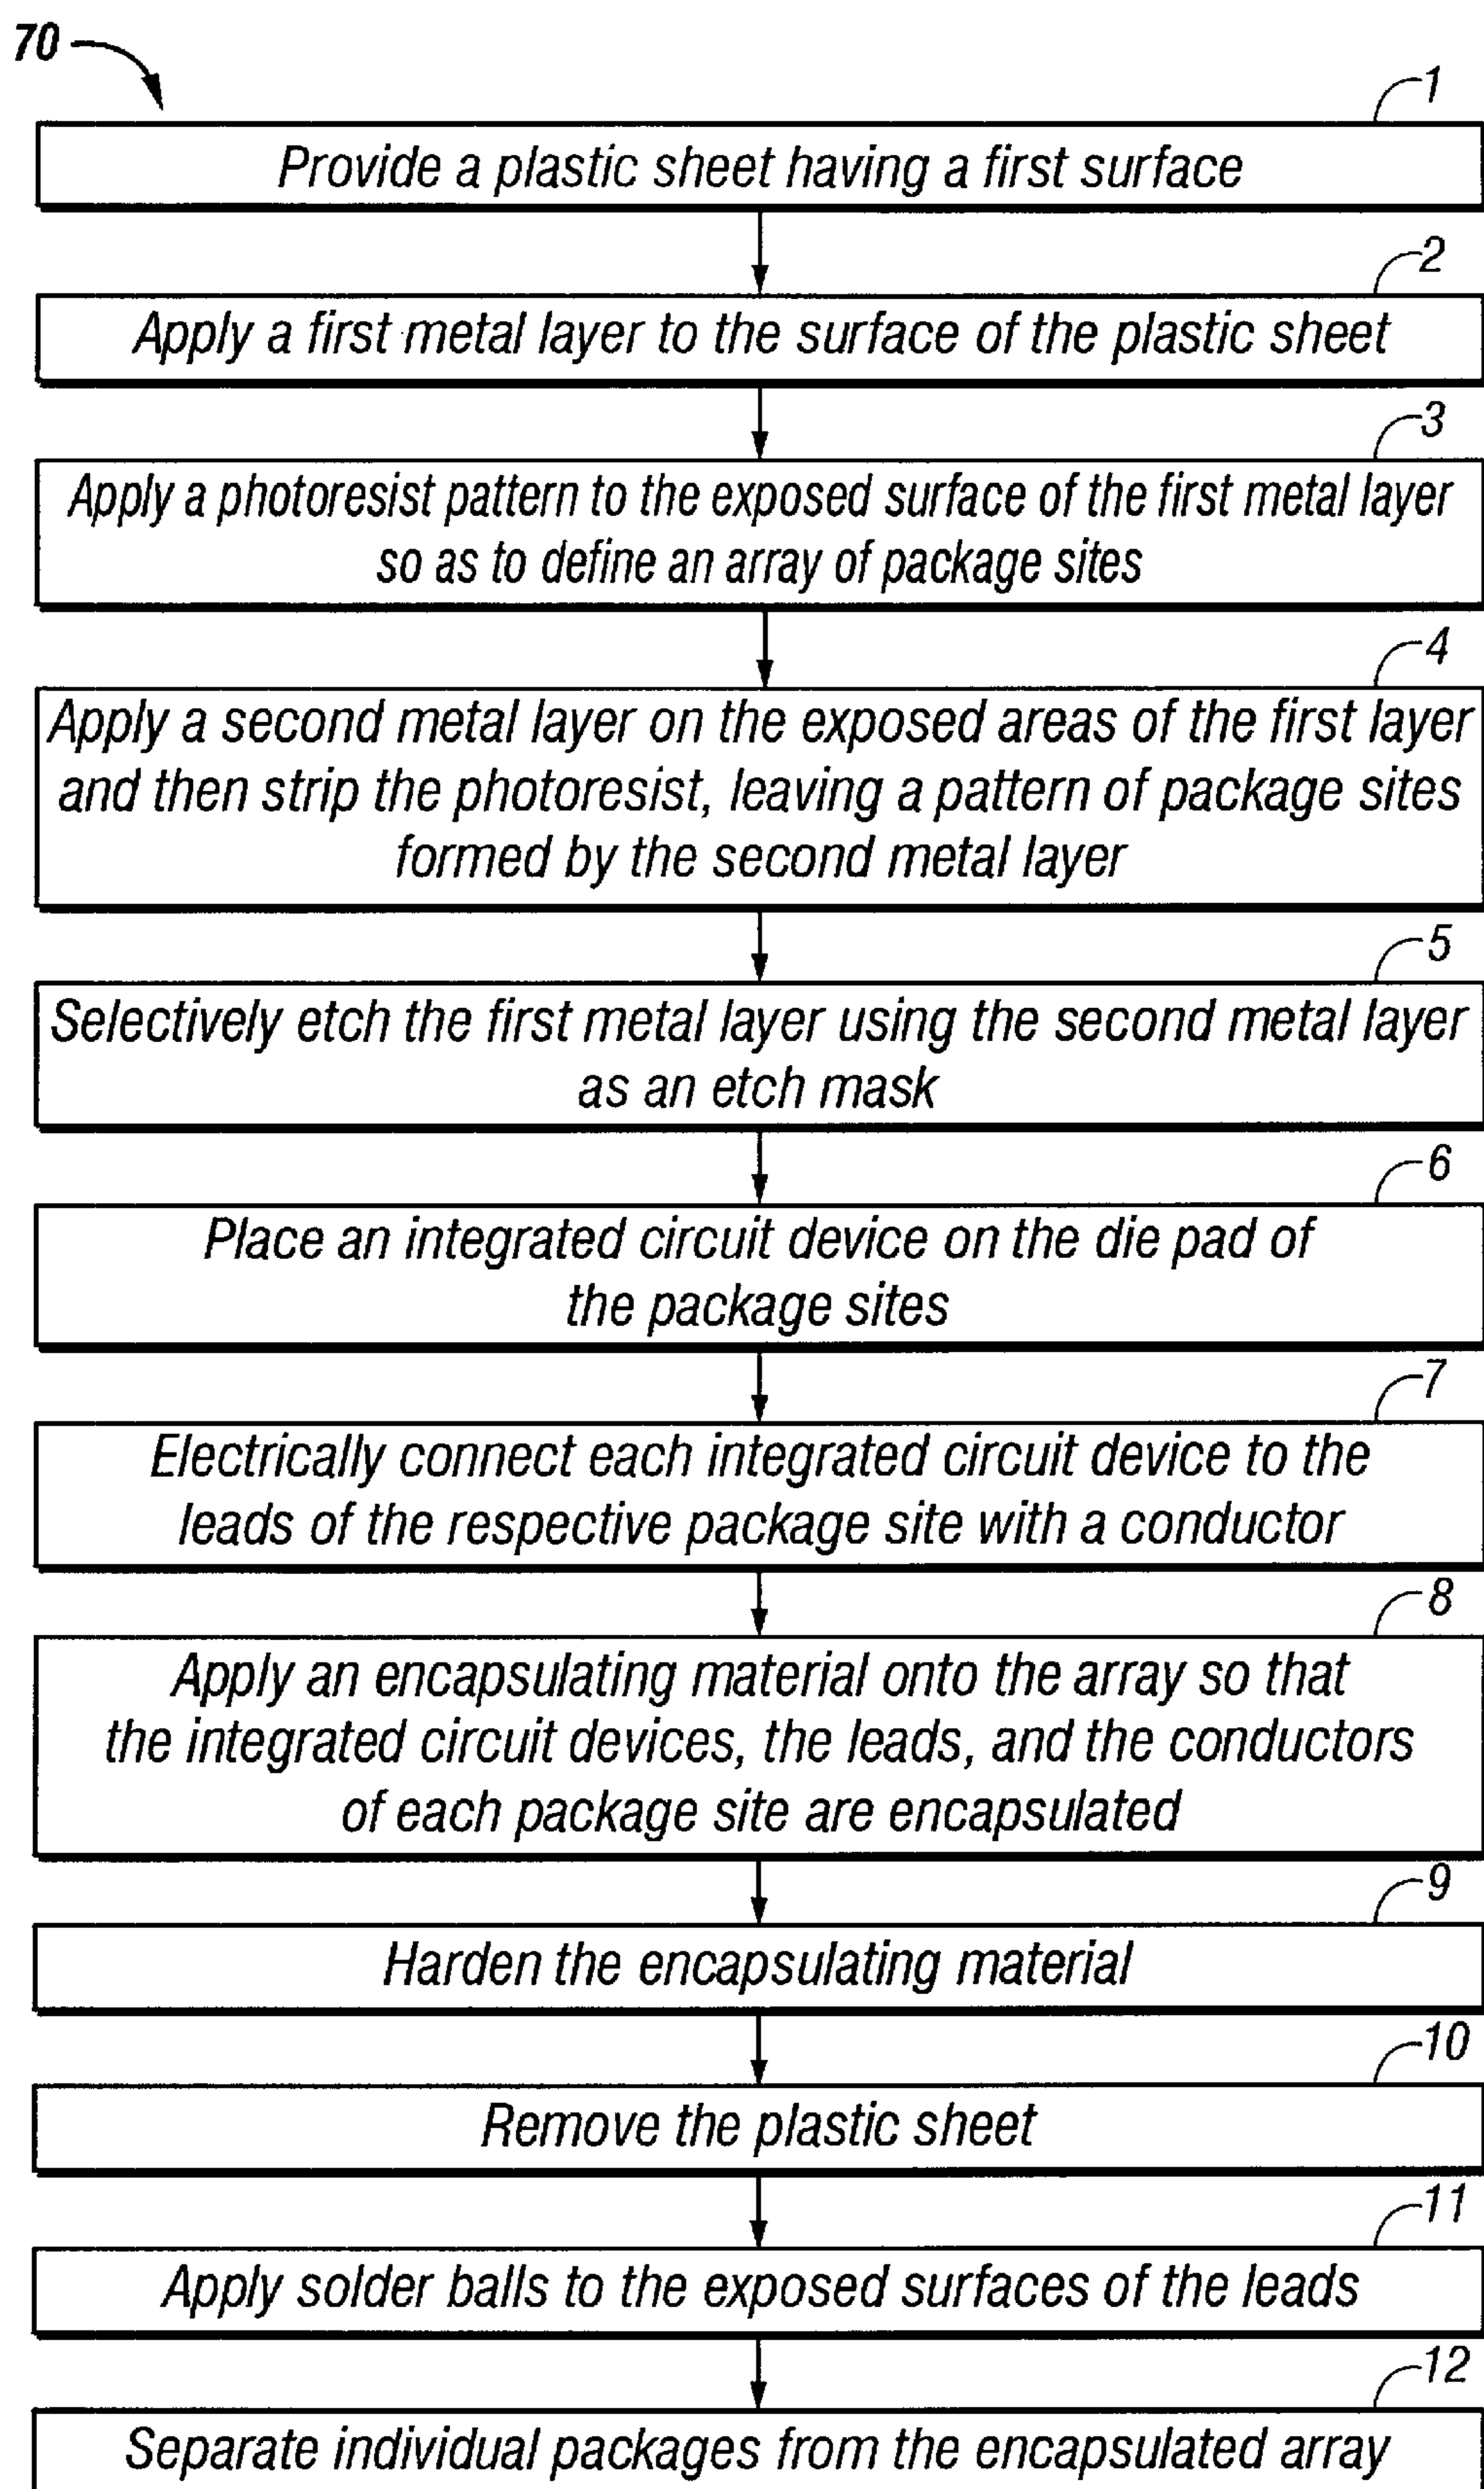 70
1
Provide a plastic sheet having a first surface
2
Apply a first metal layer to the surface of the plastic sheet
3
Apply a photoresist pattern to the exposed surface of the first metal layer
so as to define an array of package sites
4
Apply a second metal layer on the exposed areas of the first layer
and then strip the photoresist, leaving a pattern of package sites
formed by the second metal layer
5
Selectively etch the first metal layer using the second metal layer
as an etch mask
6
Place an integrated circuit device on the die pad of
the package sites
7
Electrically connect each integrated circuit device to the
leads of the respective package site with a conductor
8
Apply an encapsulating material onto the array so that
the integrated circuit devices, the leads, and the conductors
of each package site are encapsulated
9
Harden the encapsulating material
10
Remove the plastic sheet
11
Apply solder balls to the exposed surfaces of the leads
12
Separate individual packages from the encapsulated array